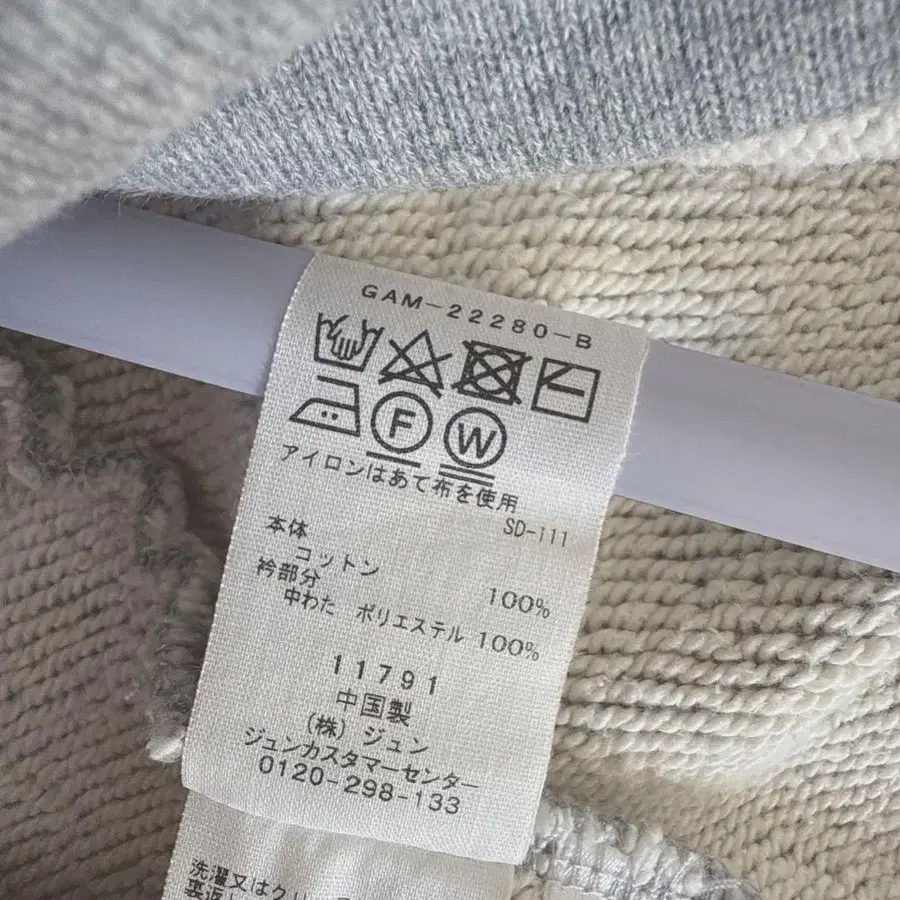 GAM-22280-B
F W
アイロンはあて布を使用
SD-111
本体
コットン 100%
衿部分
中わた ポリエステル 100%
11791
中国製
(株) ジュン
ジュンカスタマーセンター
0120-298-133
洗濯又はクリ
裏返し